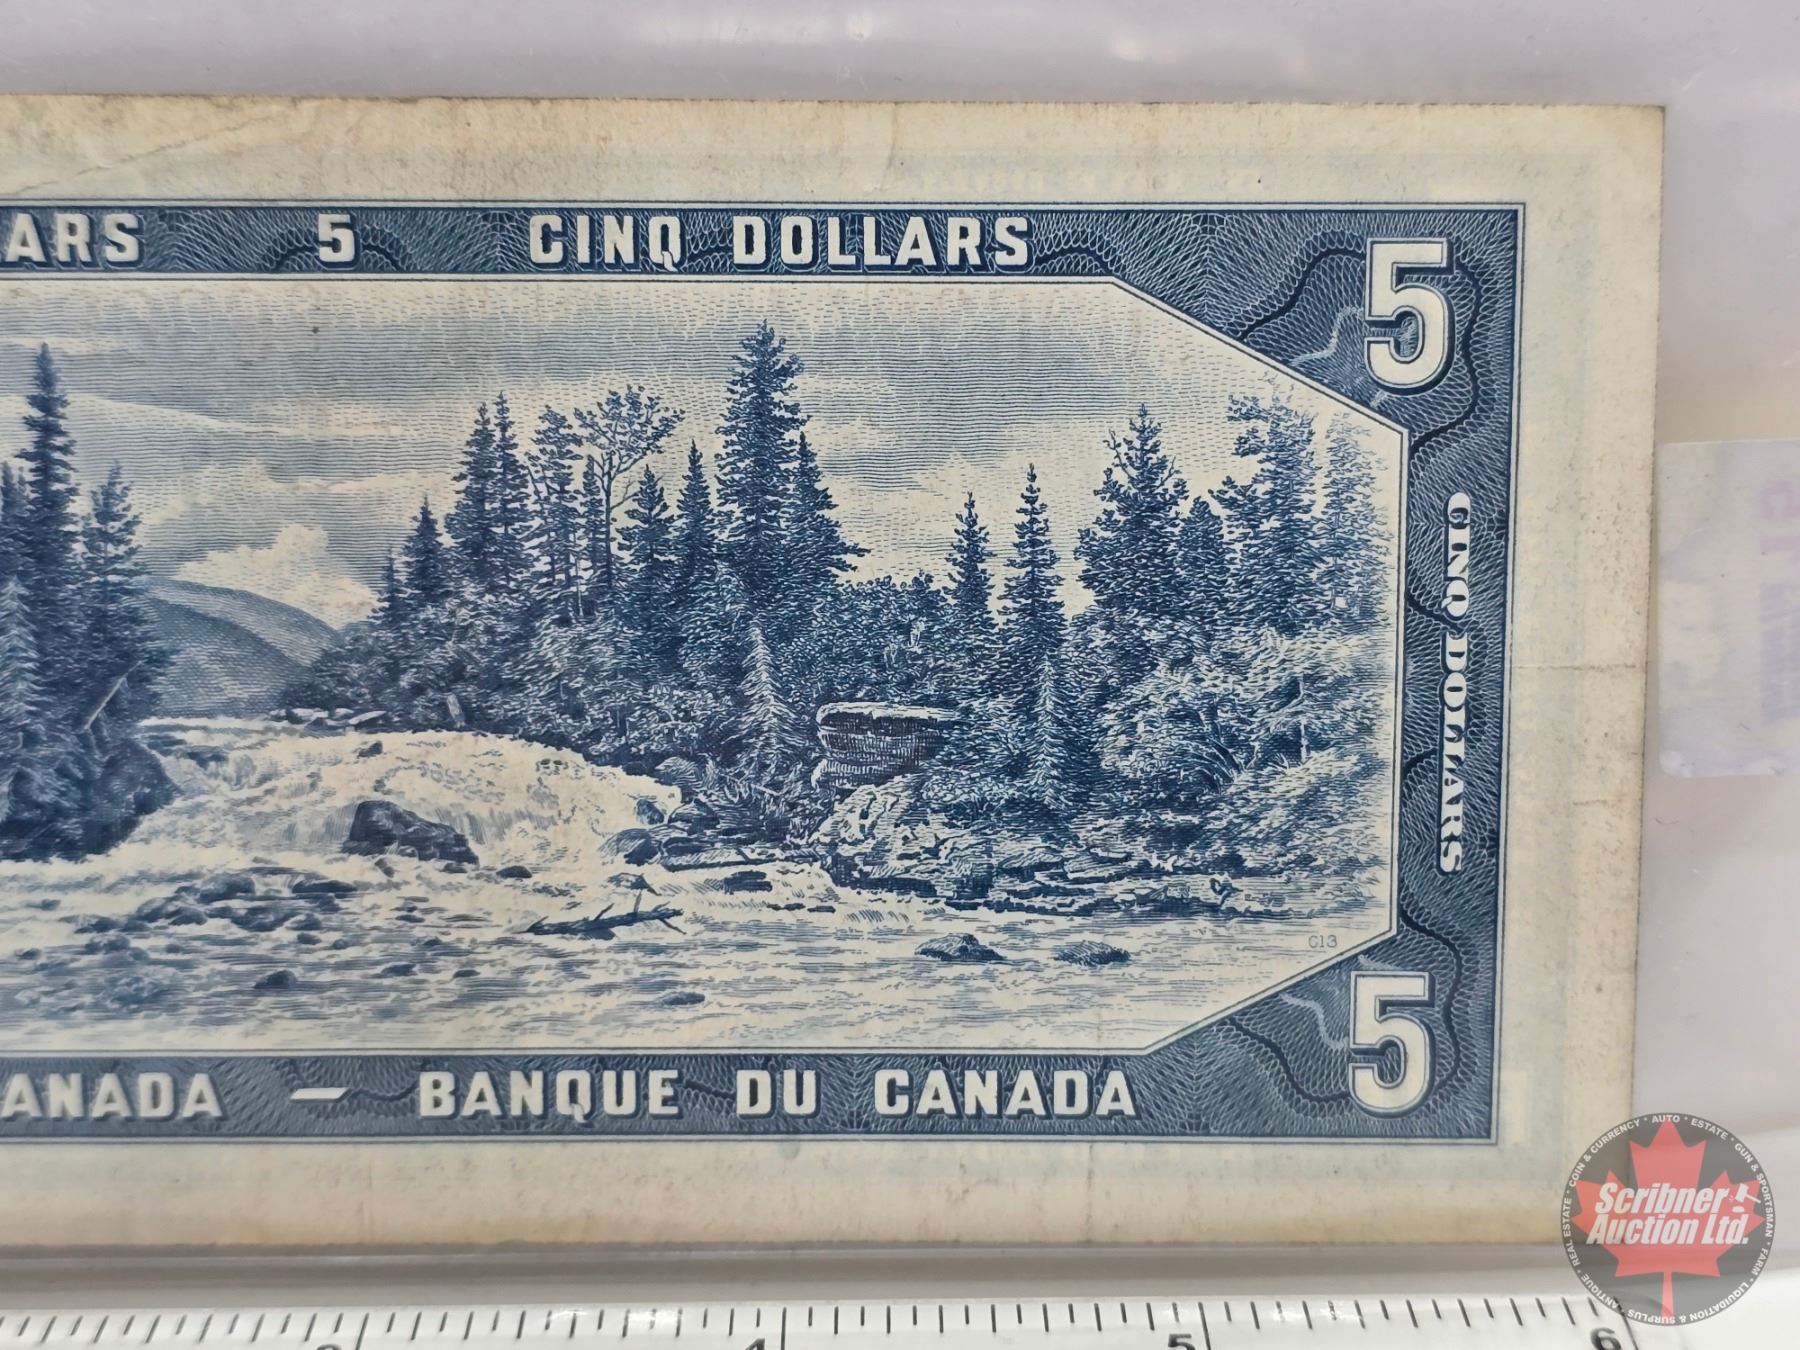 ARS 5 CINQ DOLLARS 5
CINQ DOLLARS
C13
5
ANADA — BANQUE DU CANADA
COIN & CURRENCY • AUTO • ESTATE • GUN & SPORTSMAN • FARM • LIQUIDATION & SURPLUS • ANTIQUE • REAL ESTATE •
Scribner
Auction Ltd.
4 5 6